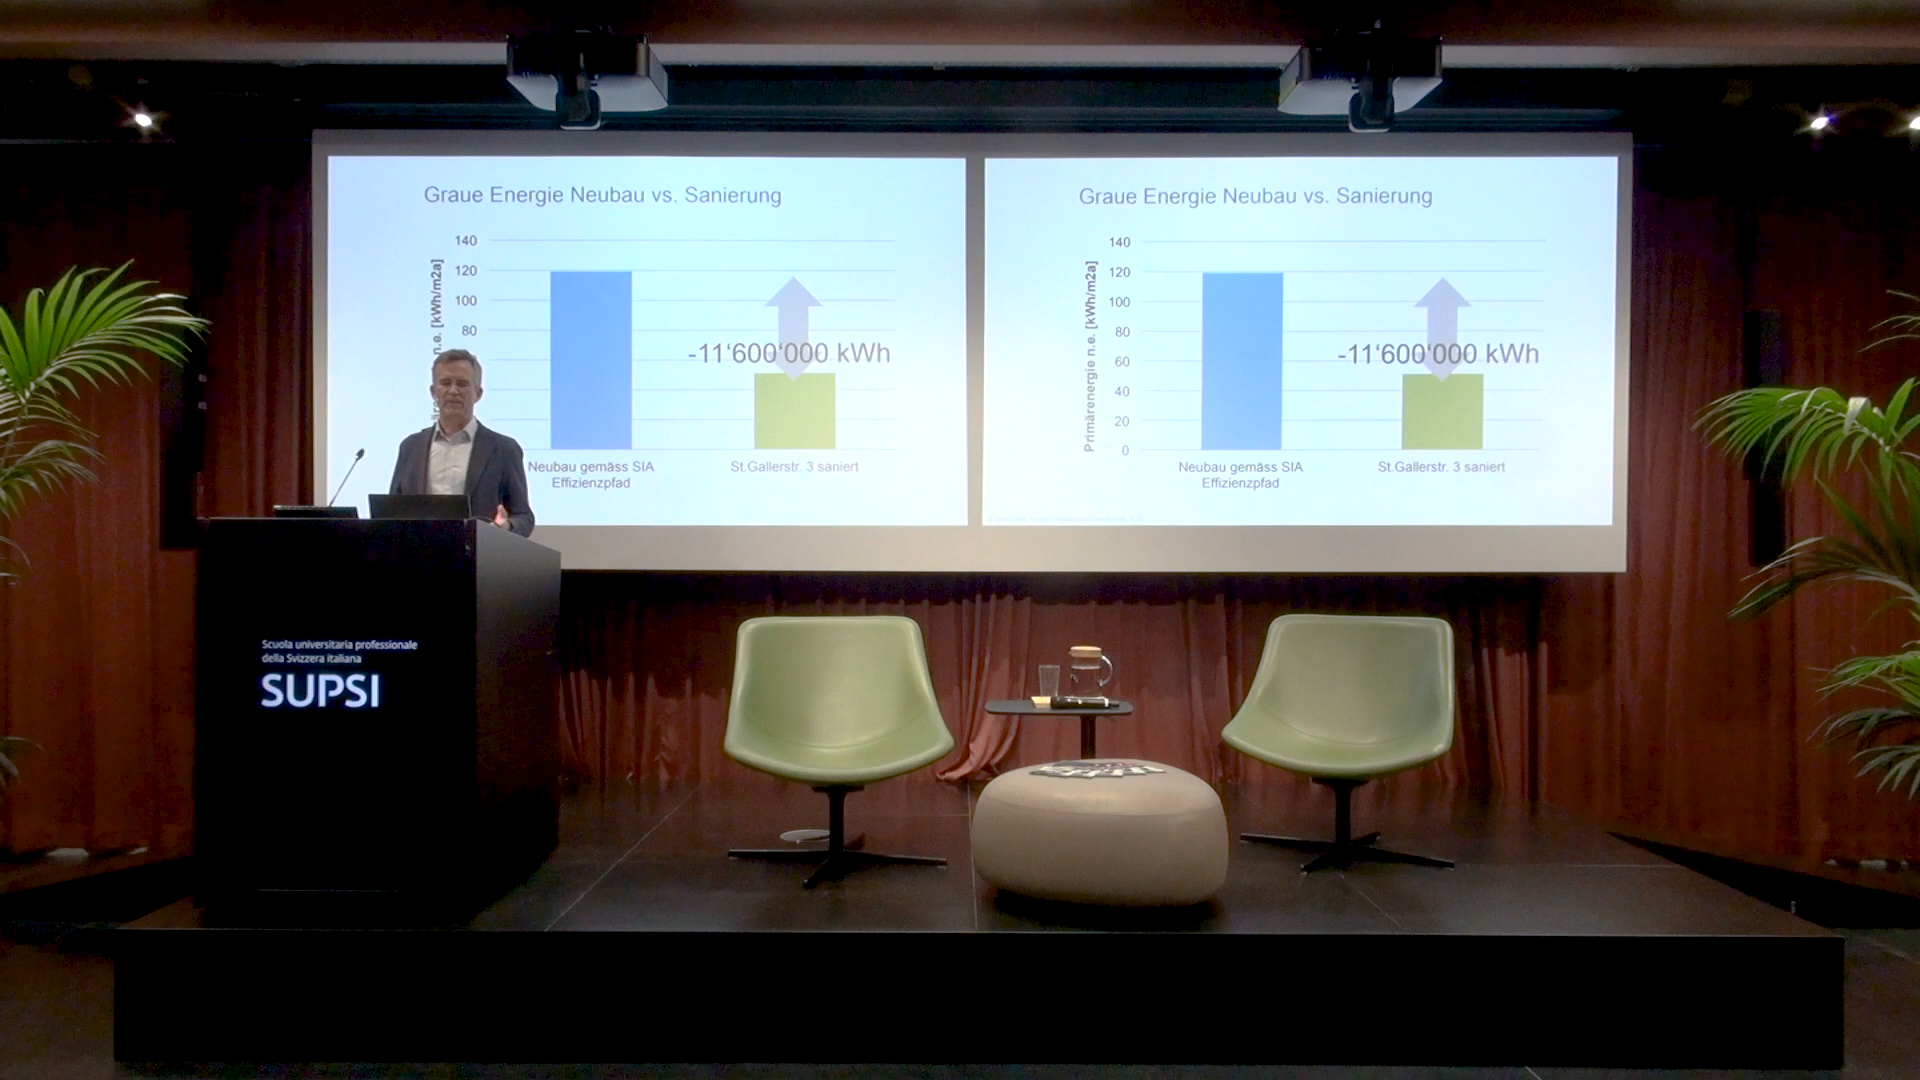 Graue Energie Neubau vs. Sanierung
140
120
100
80
n.e. [kWh/m2a]
-11'600'000 kWh
Neubau gemäss SIA
Effizienzpfad
St.Gallerstr. 3 saniert
Graue Energie Neubau vs. Sanierung
Primärenergie n.e. [kWh/m2a]
140
120
100
80
60
40
20
0
-11'600'000 kWh
Neubau gemäss SIA
Effizienzpfad
St.Gallerstr. 3 saniert
Scuola universitaria professionale
della Svizzera italiana
SUPSI